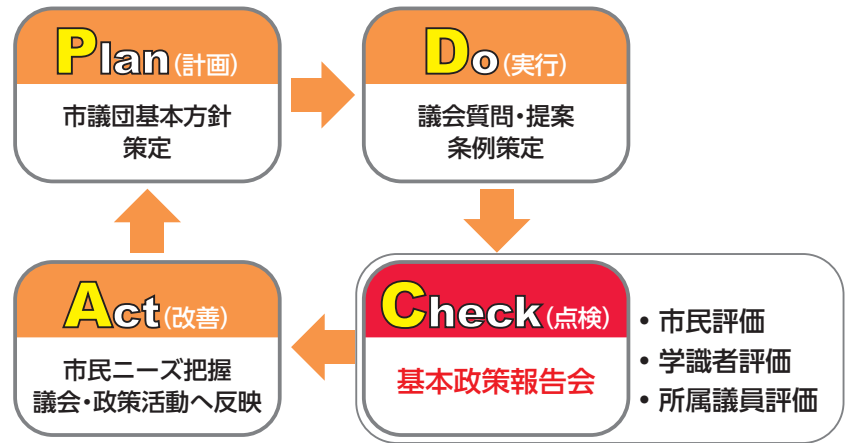 Plan(計画)
市議団基本方針
策定
Do(実行)
議会質問・提案
条例策定
Check(点検)
基本政策報告会
• 市民評価
• 学識者評価
• 所属議員評価
Act(改善)
市民ニーズ把握
議会・政策活動へ反映